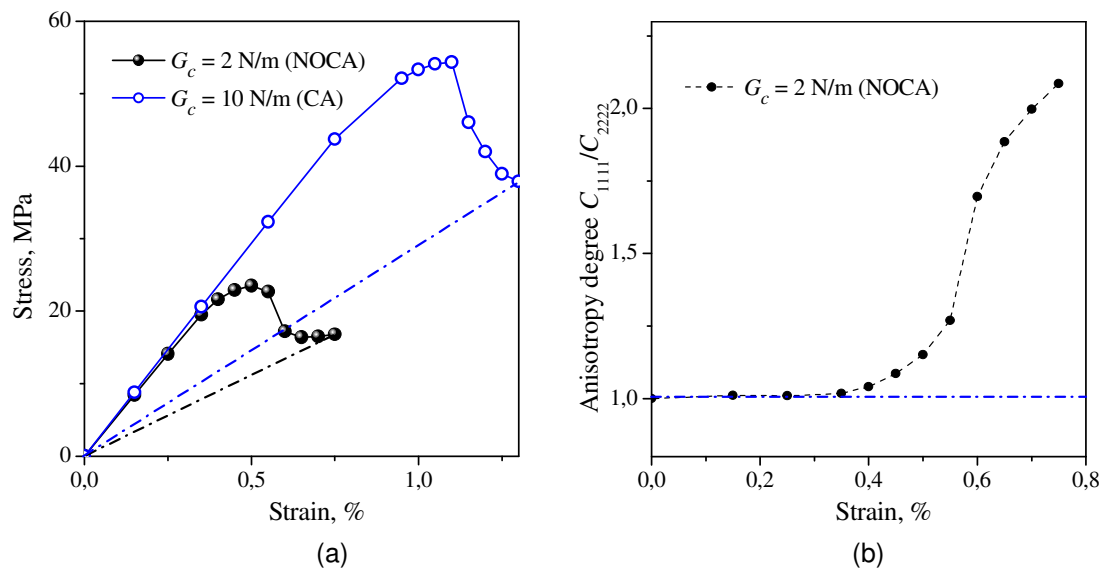 60
40
20
0
0,0
0,5
1,0
Stress, MPa
Strain, %
G_c = 2 N/m (NOCA)
G_c = 10 N/m (CA)
(a)
2,0
1,5
1,0
0,0
0,2
0,4
0,6
0,8
Anisotropy degree C_1111/C_2222
Strain, %
G_c = 2 N/m (NOCA)
(b)